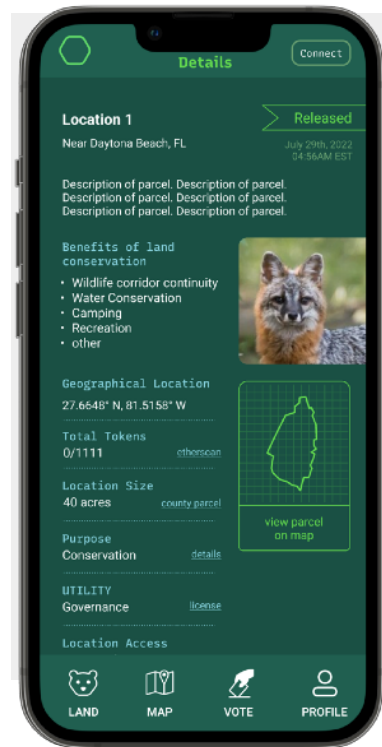 Details
Connect
Location 1
Released
Near Daytona Beach, FL
July 29th, 2022
04:56AM EST
Description of parcel. Description of parcel.
Description of parcel. Description of parcel.
Description of parcel. Description of parcel.
Benefits of land
conservation
• Wildlife corridor continuity
• Water Conservation
• Camping
• Recreation
• other
Geographical Location
27.6648° N, 81.5158° W
Total Tokens
0/1111
etherscan
Location Size
40 acres
county parcel
view parcel
on map
Purpose
Conservation
details
UTILITY
Governance
license
Location Access
LAND
MAP
VOTE
PROFILE